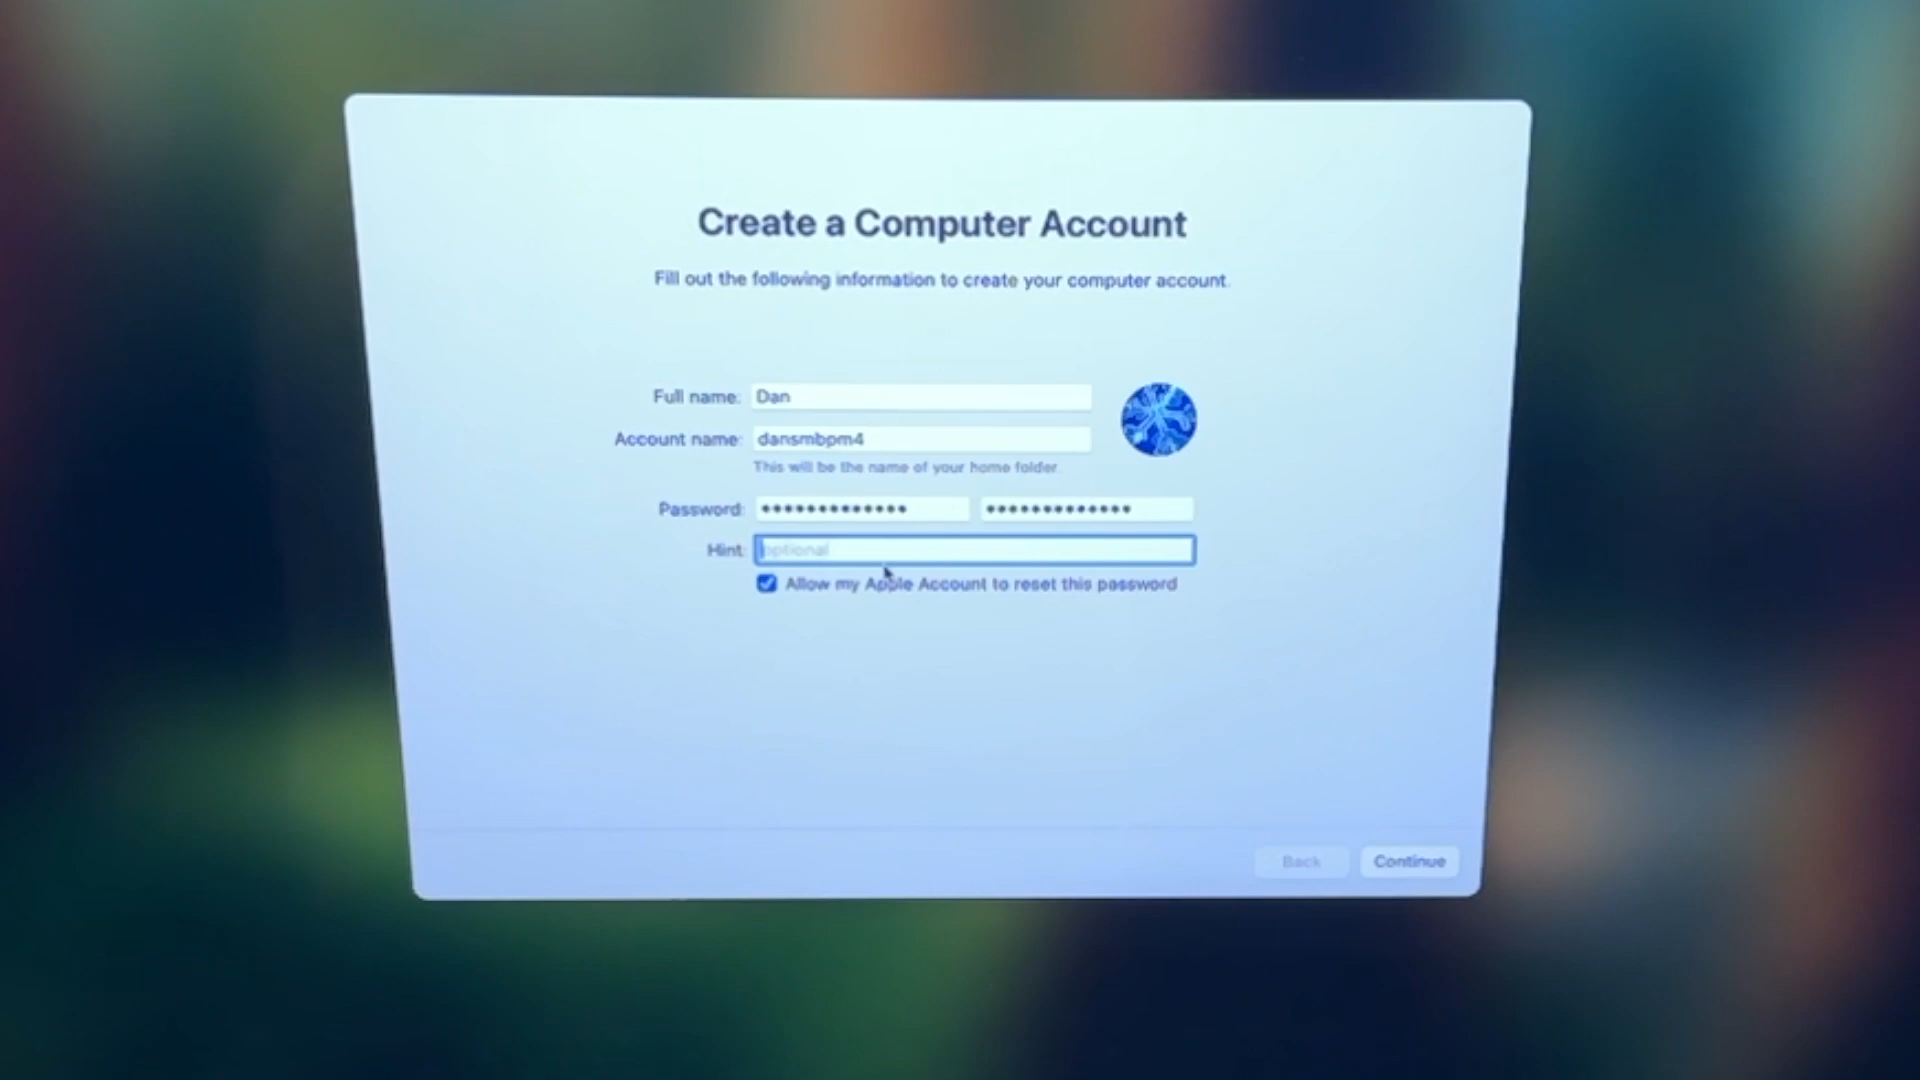 Create a Computer Account
Fill out the following information to create your computer account.
Full name: Dan
Account name: dansmbpm4
This will be the name of your home folder.
Password: ••••••••••••• •••••••••••••
Hint: optional
Allow my Apple Account to reset this password
Back Continue